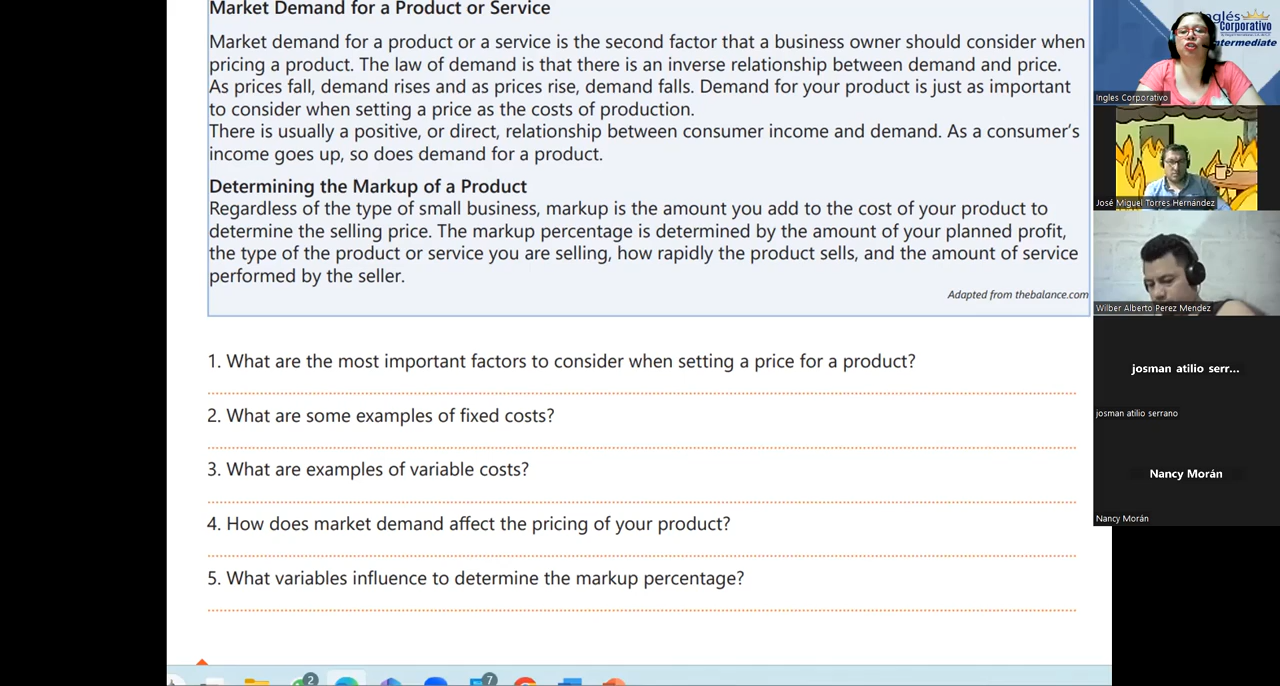 Market Demand for a Product or Service
Market demand for a product or a service is the second factor that a business owner should consider when
pricing a product. The law of demand is that there is an inverse relationship between demand and price.
As prices fall, demand rises and as prices rise, demand falls. Demand for your product is just as important
to consider when setting a price as the costs of production.
There is usually a positive, or direct, relationship between consumer income and demand. As a consumer's
income goes up, so does demand for a product.
Determining the Markup of a Product
Regardless of the type of small business, markup is the amount you add to the cost of your product to
determine the selling price. The markup percentage is determined by the amount of your planned profit,
the type of the product or service you are selling, how rapidly the product sells, and the amount of service
performed by the seller.
Adapted from thebalance.com
1. What are the most important factors to consider when setting a price for a product?
2. What are some examples of fixed costs?
3. What are examples of variable costs?
4. How does market demand affect the pricing of your product?
5. What variables influence to determine the markup percentage?
2
7
Inglés
Corporativo
Intermediate
Ingles Corporativo
José Miguel Torres Hernández
Wilber Alberto Perez Mendez
josman atilio serr...
josman atilio serrano
Nancy Morán
Nancy Morán